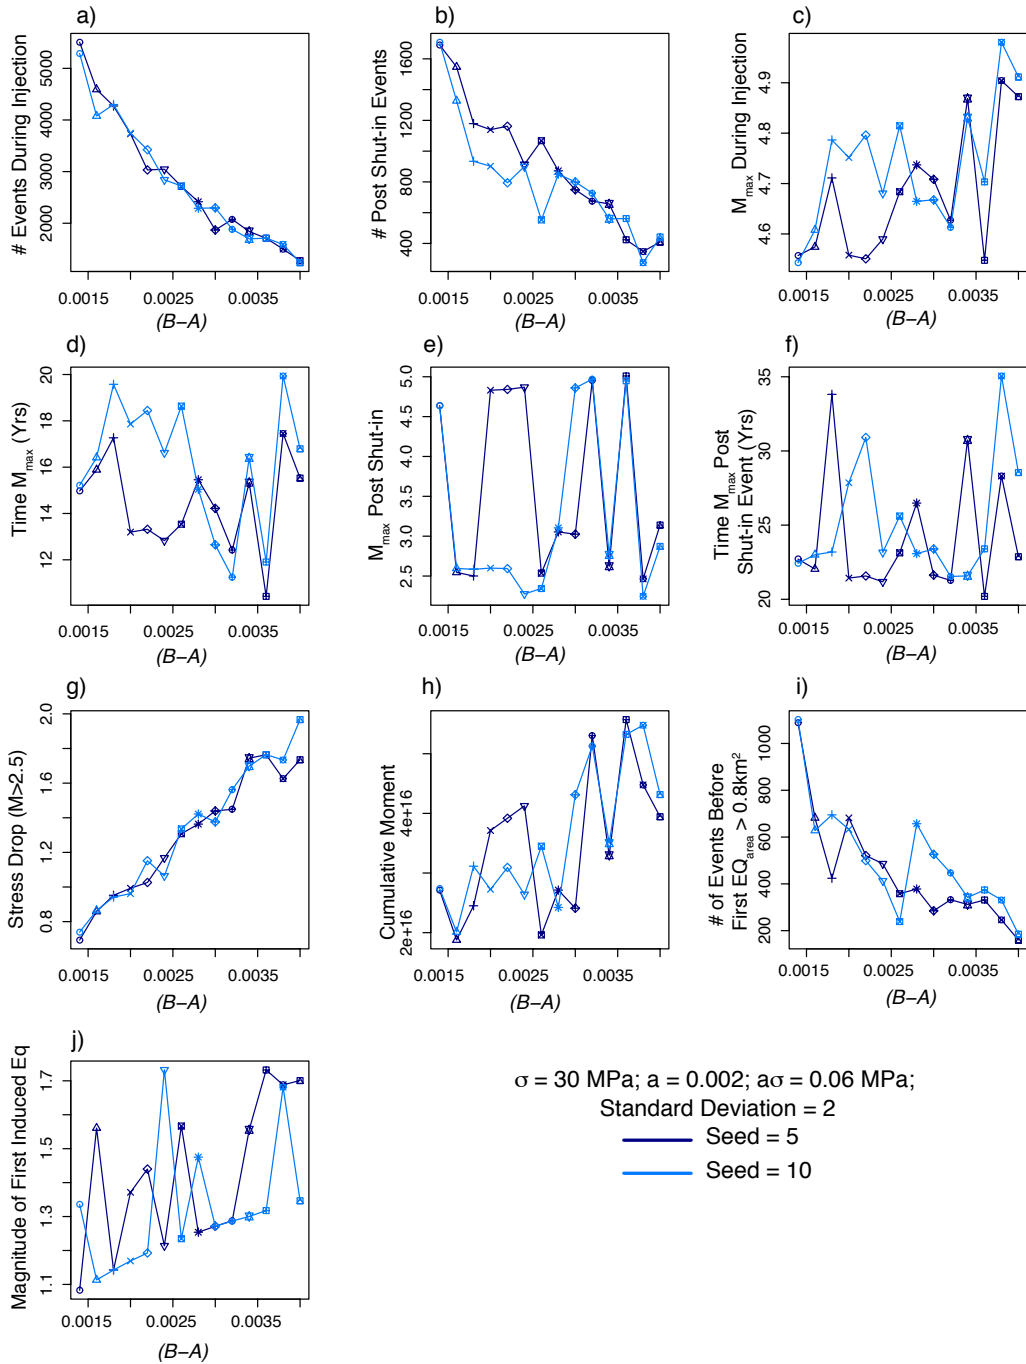 a)
# Events During Injection
5000
4000
3000
2000
0.0015 0.0025 0.0035
(B−A)
b)
# Post Shut-in Events
1600
1200
800
400
0.0015 0.0025 0.0035
(B−A)
c)
Mmax During Injection
4.9
4.8
4.7
4.6
0.0015 0.0025 0.0035
(B−A)
d)
Time Mmax (Yrs)
20
18
16
14
12
0.0015 0.0025 0.0035
(B−A)
e)
Mmax Post Shut-in
5.0
4.5
4.0
3.5
3.0
2.5
0.0015 0.0025 0.0035
(B−A)
f)
Time Mmax Post
Shut-in Event (Yrs)
35
30
25
20
0.0015 0.0025 0.0035
(B−A)
g)
Stress Drop (M>2.5)
2.0
1.6
1.2
0.8
0.0015 0.0025 0.0035
(B−A)
h)
Cumulative Moment
4e+16
2e+16
0.0015 0.0025 0.0035
(B−A)
i)
# of Events Before
First EQarea > 0.8km²
1000
800
600
400
200
0.0015 0.0025 0.0035
(B−A)
j)
Magnitude of First Induced Eq
1.7
1.5
1.3
1.1
0.0015 0.0025 0.0035
(B−A)
σ = 30 MPa; a = 0.002; aσ = 0.06 MPa;
Standard Deviation = 2
Seed = 5
Seed = 10